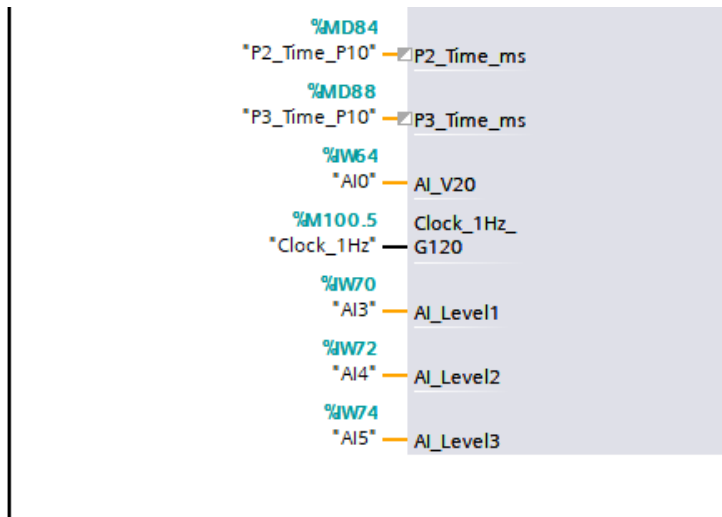 %MD84
"P2_Time_P10" P2_Time_ms
%MD88
"P3_Time_P10" P3_Time_ms
%IW64
"AI0" AI_V20
%M100.5 Clock_1Hz_
"Clock_1Hz" G120
%IW70
"AI3" AI_Level1
%IW72
"AI4" AI_Level2
%IW74
"AI5" AI_Level3